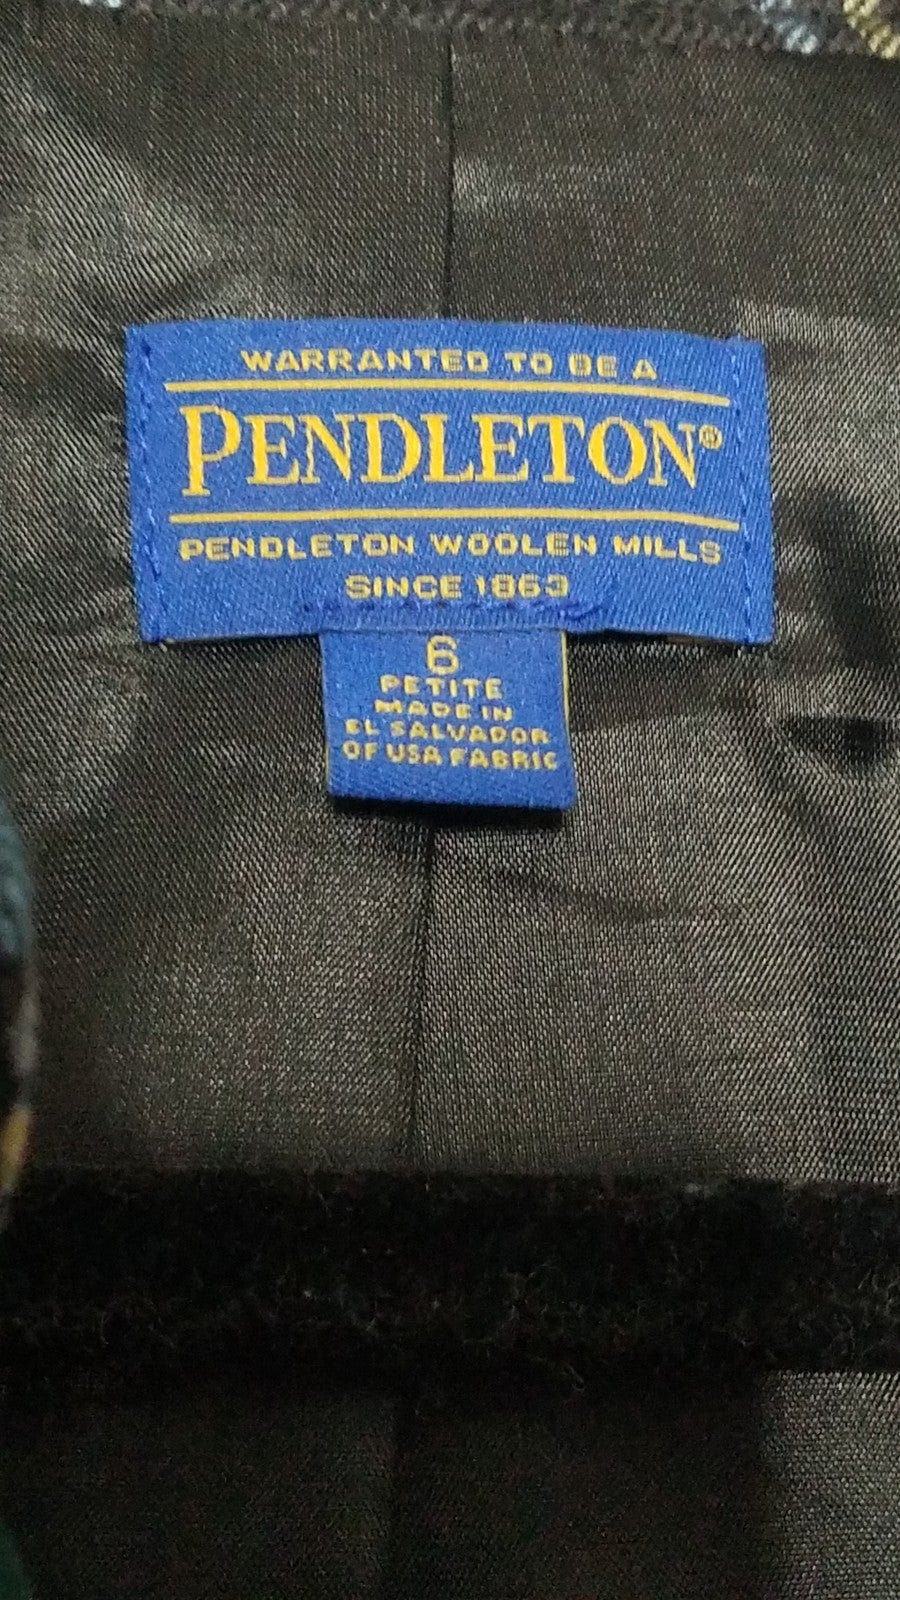 WARRANTED TO BE A
PENDLETON®
PENDLETON WOOLEN MILLS
SINCE 1863
6
PETITE
MADE IN
EL SALVADOR
OF USA FABRIC